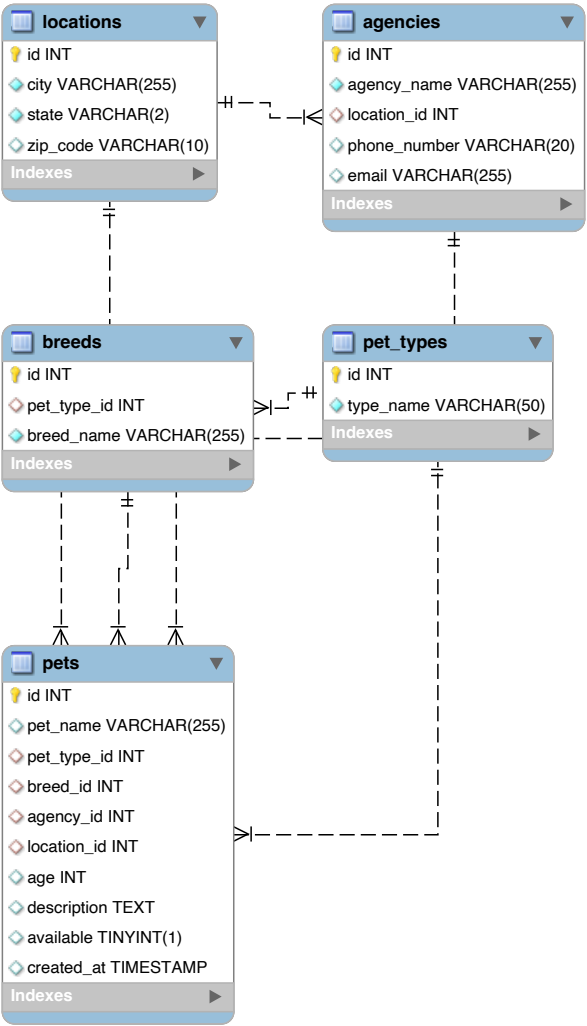 locations
id INT
city VARCHAR(255)
state VARCHAR(2)
zip_code VARCHAR(10)
Indexes
agencies
id INT
agency_name VARCHAR(255)
location_id INT
phone_number VARCHAR(20)
email VARCHAR(255)
Indexes
breeds
id INT
pet_type_id INT
breed_name VARCHAR(255)
Indexes
pet_types
id INT
type_name VARCHAR(50)
Indexes
pets
id INT
pet_name VARCHAR(255)
pet_type_id INT
breed_id INT
agency_id INT
location_id INT
age INT
description TEXT
available TINYINT(1)
created_at TIMESTAMP
Indexes